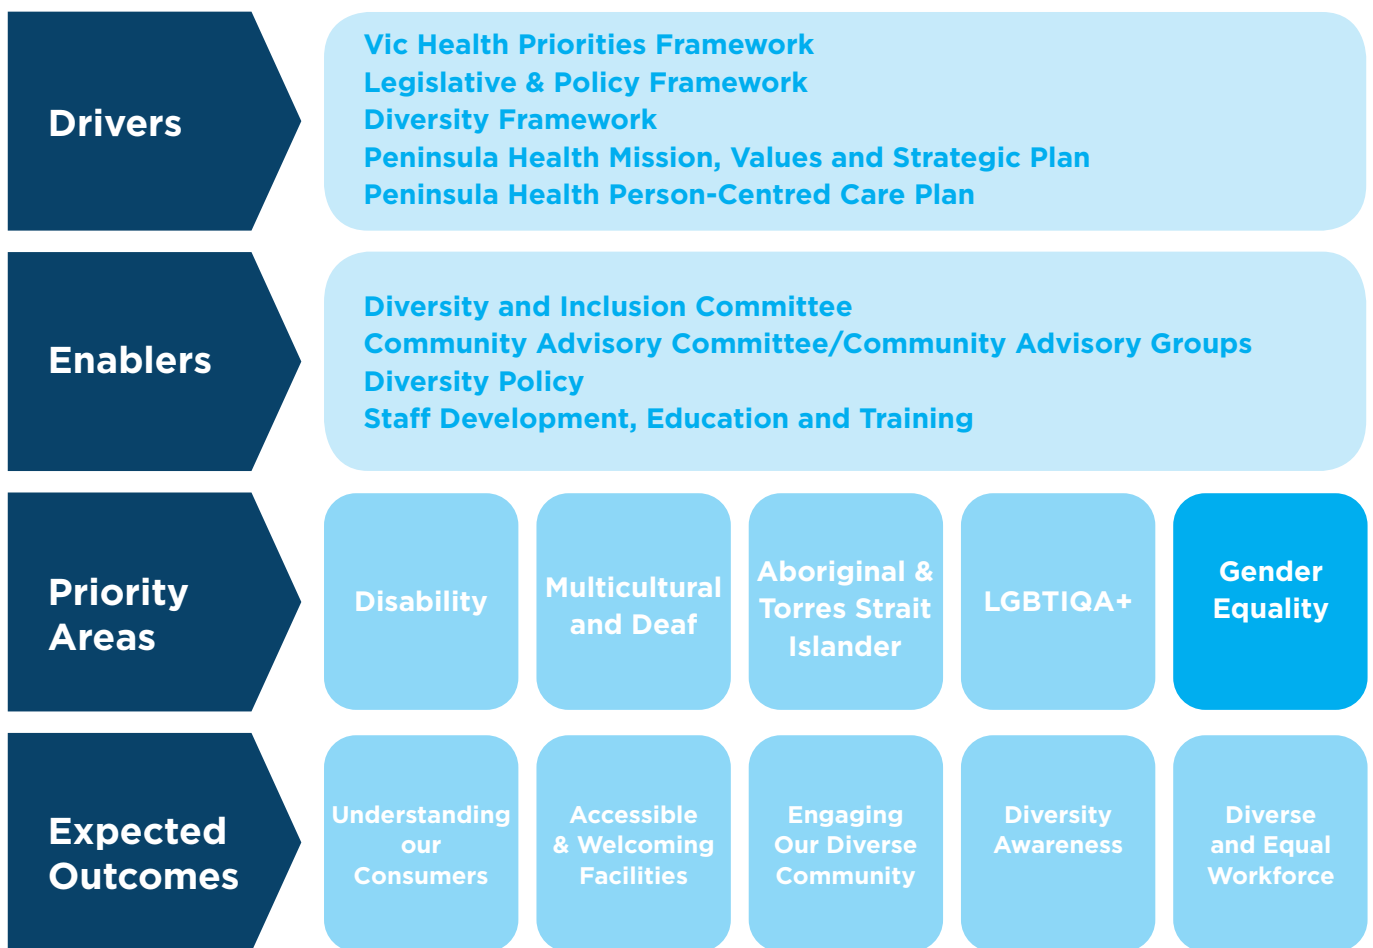 Drivers
Vic Health Priorities Framework
Legislative & Policy Framework
Diversity Framework
Peninsula Health Mission, Values and Strategic Plan
Peninsula Health Person-Centred Care Plan
Enablers
Diversity and Inclusion Committee
Community Advisory Committee/Community Advisory Groups
Diversity Policy
Staff Development, Education and Training
Priority
Areas
Disability
Multicultural
and Deaf
Aboriginal &
Torres Strait
Islander
LGBTIQA+
Gender
Equality
Expected
Outcomes
Understanding
our
Consumers
Accessible
& Welcoming
Facilities
Engaging
Our Diverse
Community
Diversity
Awareness
Diverse
and Equal
Workforce